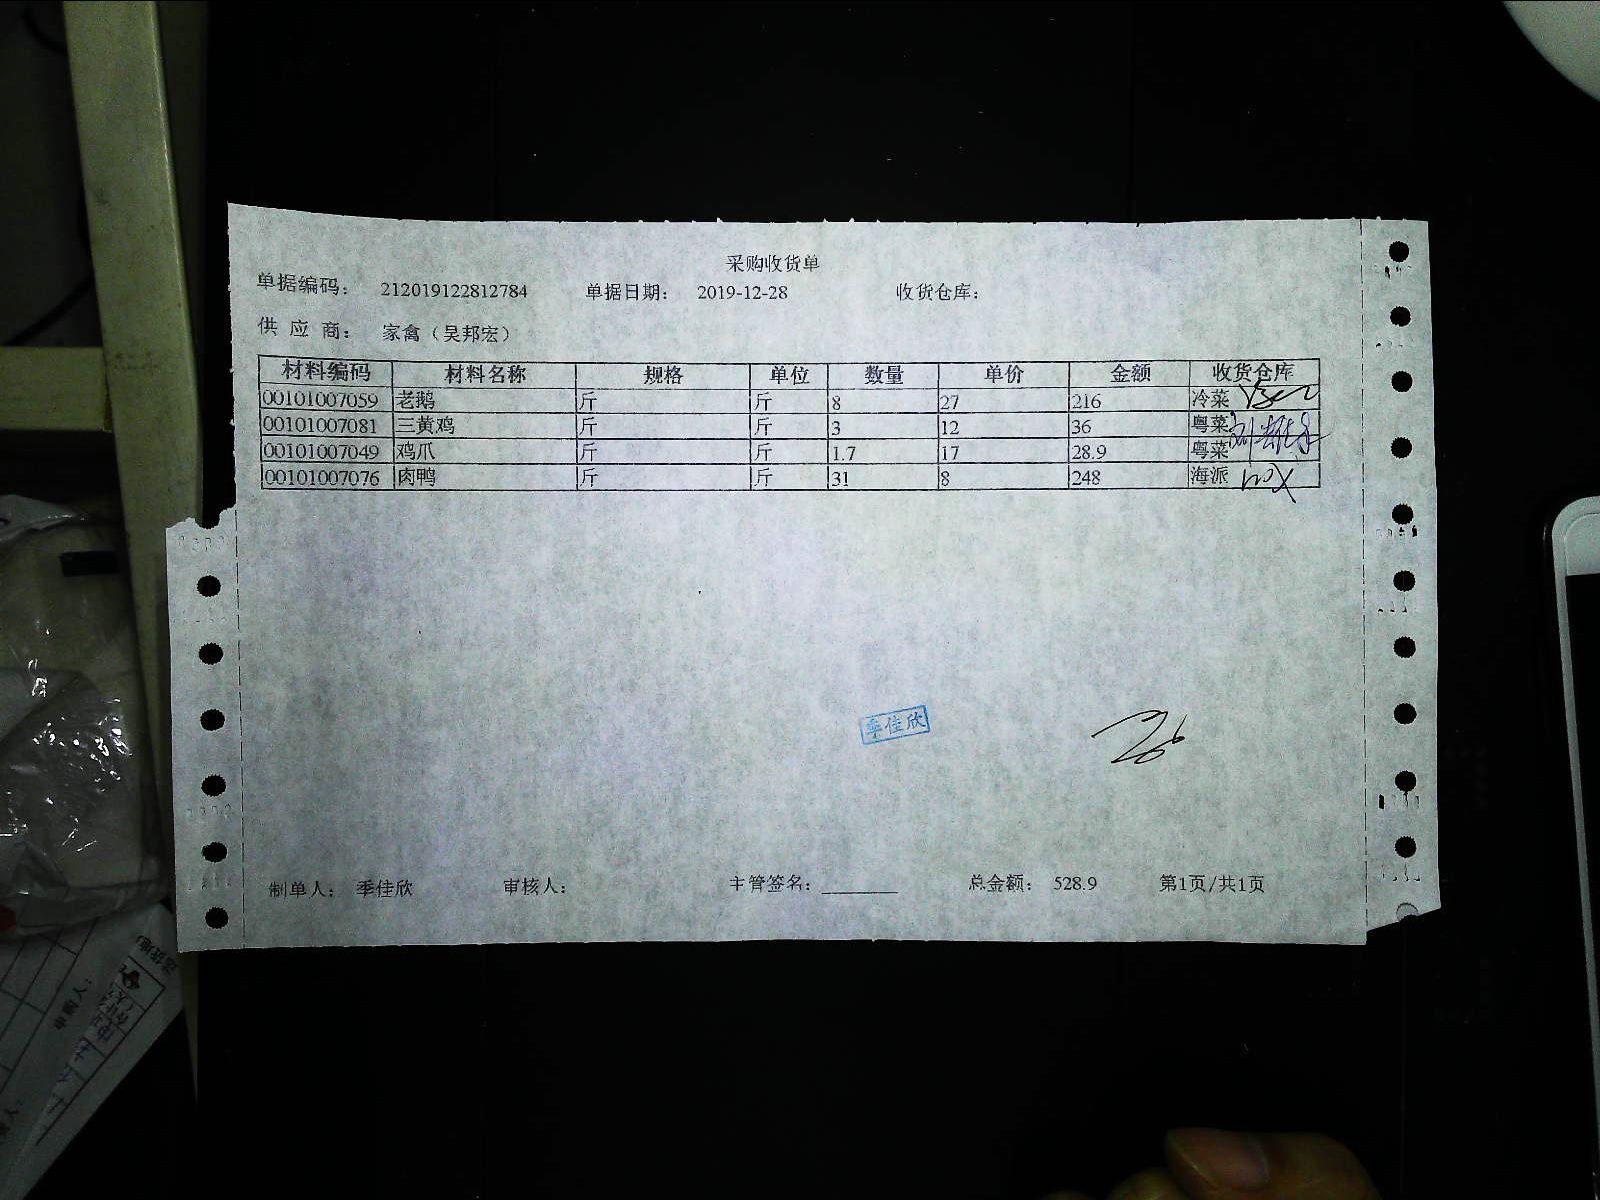 采购收货单
单据编码： 212019122812784 单据日期： 2019-12-28 收货仓库：
供 应 商： 家禽（吴邦宏）
材料编码 材料名称 规格 单位 数量 单价 金额 收货仓库
00101007059 老鹅 斤 斤 8 27 216 冷菜
00101007081 三黄鸡 斤 斤 3 12 36 粤菜
00101007049 鸡爪 斤 斤 1.7 17 28.9 粤菜
00101007076 肉鸭 斤 斤 31 8 248 海派
季佳欣
制单人： 季佳欣 审核人： 主管签名：________ 总金额： 528.9 第1页/共1页